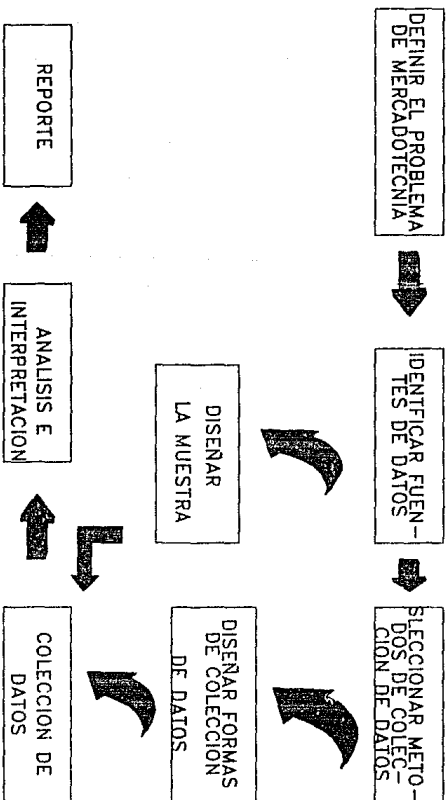 DEFINIR EL PROBLEMA
DE MERCADOTECNIA
IDENTFICAR FUEN-
TES DE DATOS
SLECCIONAR METO-
DOS DE COLEC-
CION DE DATOS
DISEÑAR
LA MUESTRA
DISEÑAR FORMAS
DE COLECCION
DE DATOS
COLECCION DE
DATOS
ANALISIS E
INTERPRETACION
REPORTE